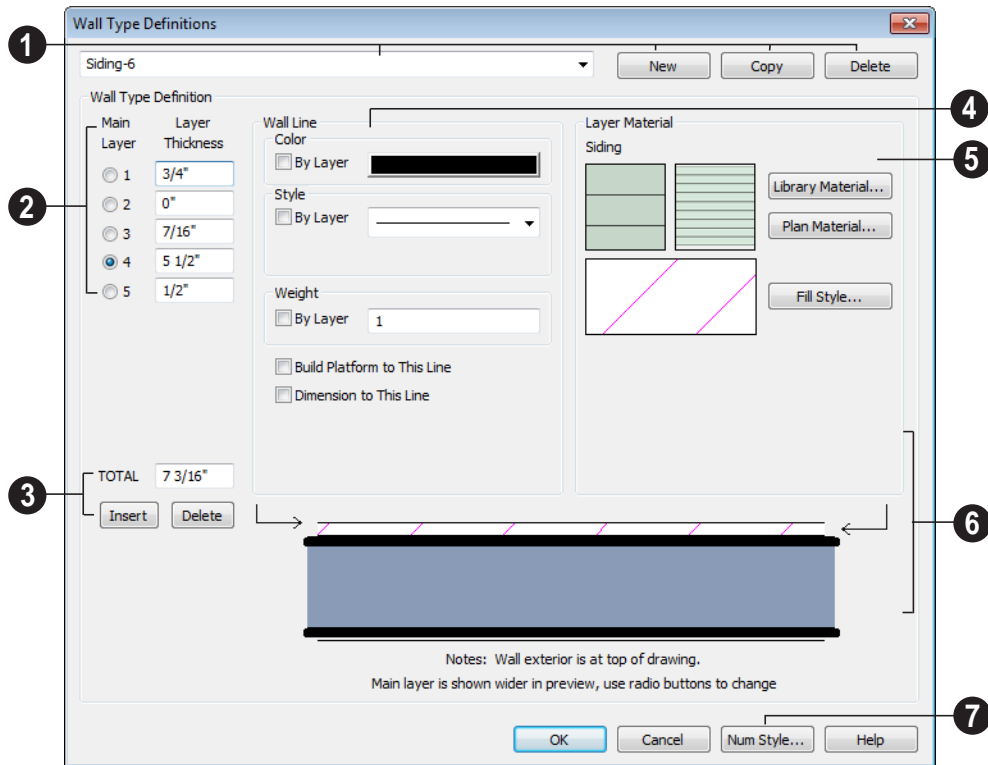 Wall Type Definitions
1
Siding-6
New
Copy
Delete
Wall Type Definition
Main Layer
Layer Thickness
2
1 3/4"
2 0"
3 7/16"
4 5 1/2"
5 1/2"
3
TOTAL 7 3/16"
Insert
Delete
4
Wall Line
Color
By Layer
Style
By Layer
Weight
By Layer 1
Build Platform to This Line
Dimension to This Line
Layer Material
5
Siding
Library Material...
Plan Material...
Fill Style...
6
Notes: Wall exterior is at top of drawing.
Main layer is shown wider in preview, use radio buttons to change
7
OK
Cancel
Num Style...
Help